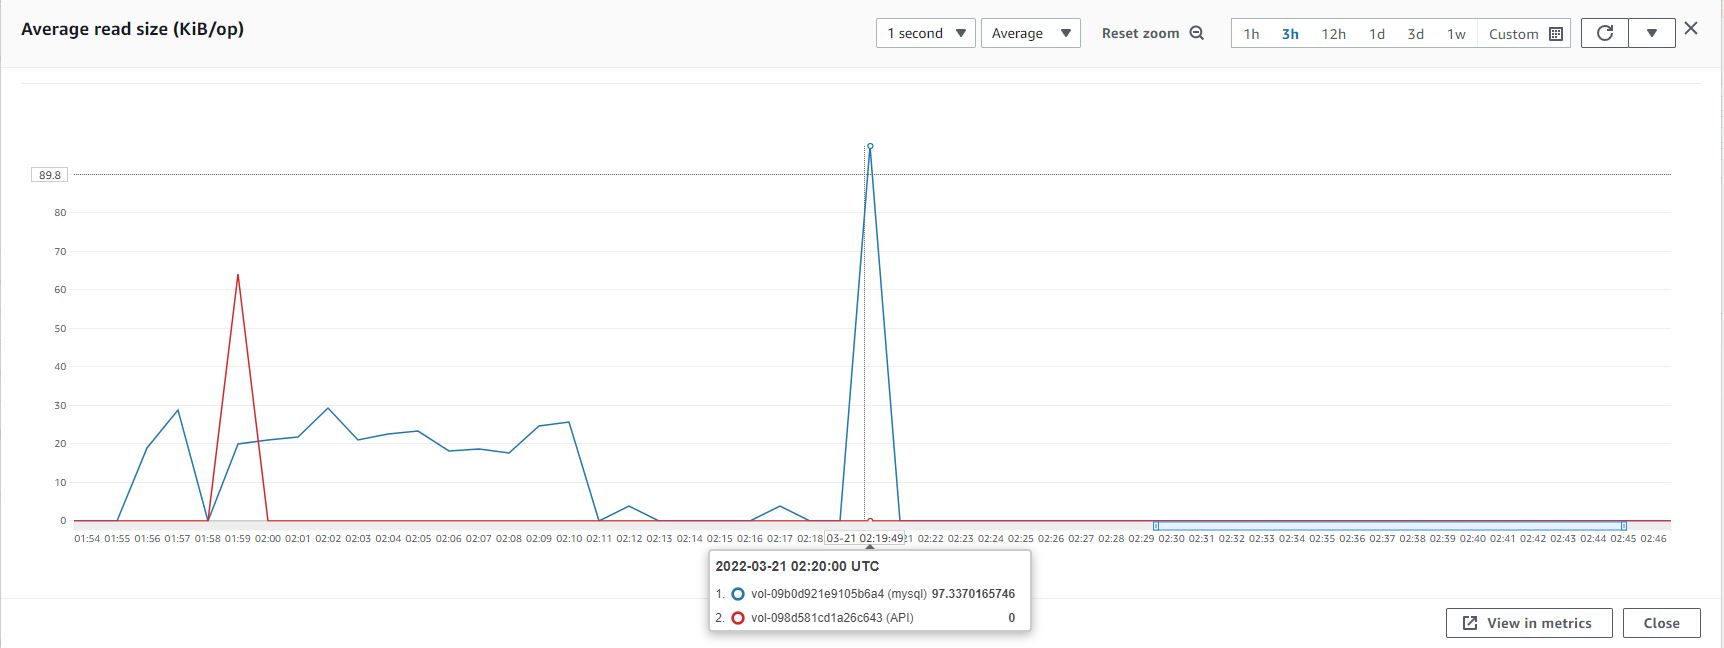 Average read size (KiB/op)
1 second Average Reset zoom 1h 3h 12h 1d 3d 1w Custom
89.8
80
70
60
50
40
30
20
10
0
01:54 01:55 01:56 01:57 01:58 01:59 02:00 02:01 02:02 02:03 02:04 02:05 02:06 02:07 02:08 02:09 02:10 02:11 02:12 02:13 02:14 02:15 02:16 02:17 02:18 03-21 02:19:49 02:22 02:23 02:24 02:25 02:26 02:27 02:28 02:29 02:30 02:31 02:32 02:33 02:34 02:35 02:36 02:37 02:38 02:39 02:40 02:41 02:42 02:43 02:44 02:45 02:46
2022-03-21 02:20:00 UTC
1. vol-09b0d921e9105b6a4 (mysql) 97.3370165746
2. vol-098d581cd1a26c643 (API) 0
View in metrics Close